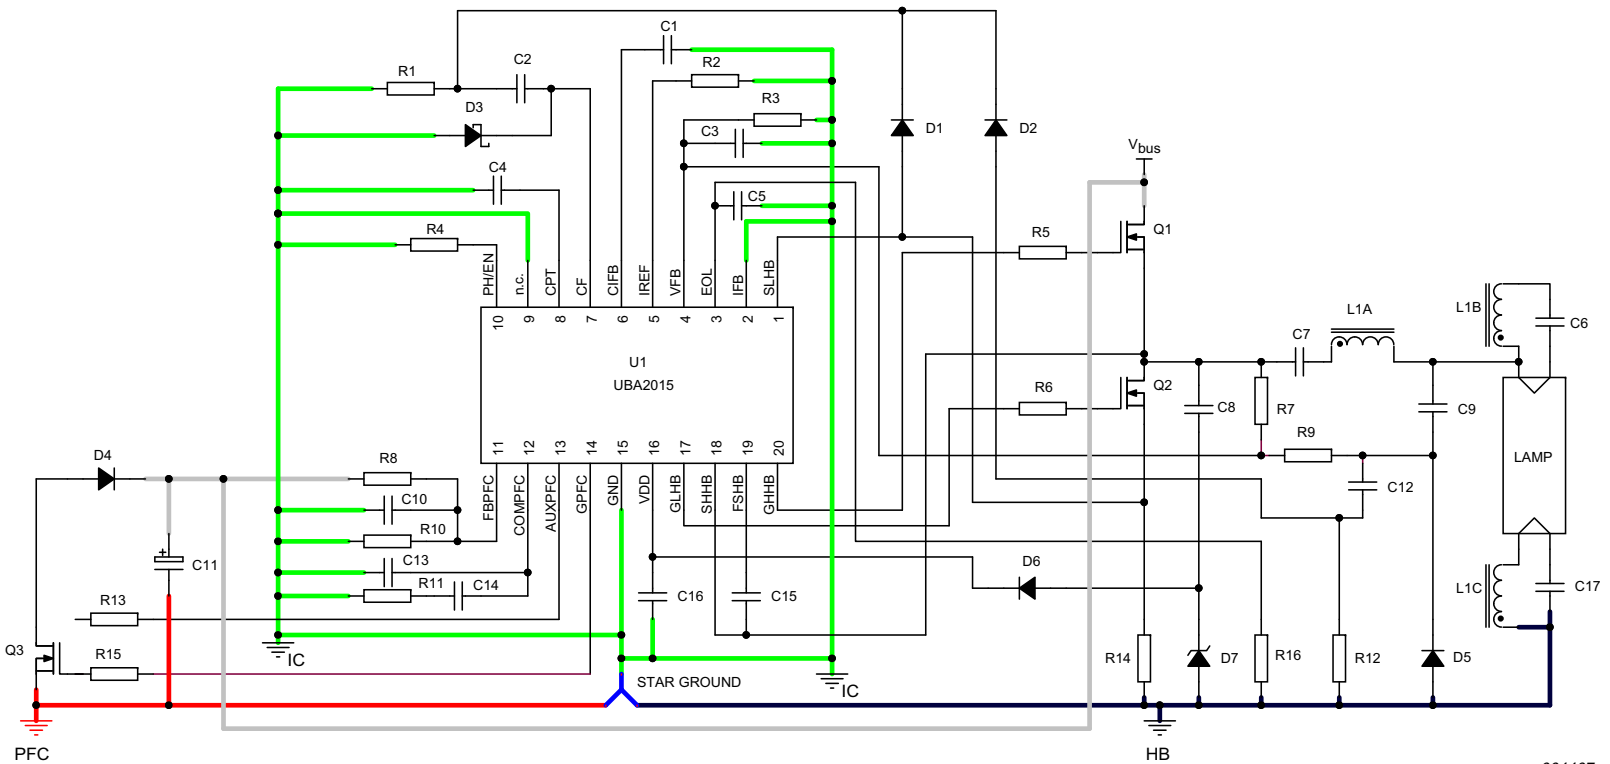 C1
R1
C2
R2
R3
D3
C3
D1
D2
Vbus
C4
C5
R4
R5
Q1
PH/EN
n.c.
CPT
CF
CIFB
IREF
VFB
EOL
IFB
SLHB
10
9
8
7
6
5
4
3
2
1
U1
UBA2015
L1A
L1B
C6
C7
R6
Q2
C8
R7
C9
R9
LAMP
11
12
13
14
15
16
17
18
19
20
FBPFC
COMPFC
AUXPFC
GPFC
GND
VDD
GLHB
SHHB
FSHB
GHHB
D4
R8
C10
R10
C12
C11
C13
R11
C14
D6
C16
C15
L1C
C17
R13
Q3
R15
IC
STAR GROUND
IC
R14
D7
R16
R12
D5
PFC
HB